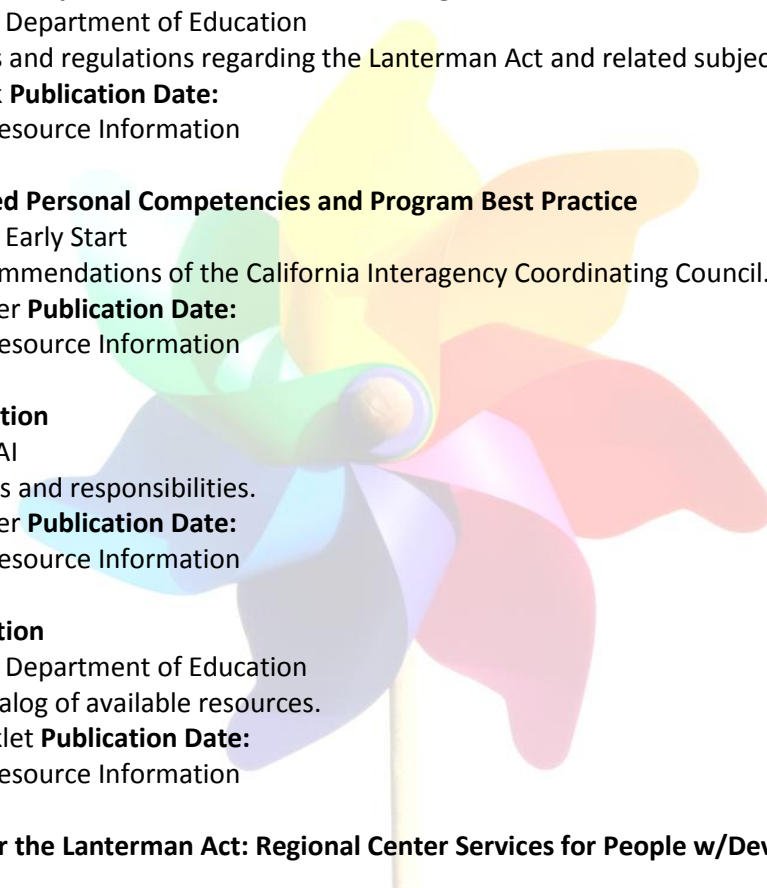 Department of Education
s and regulations regarding the Lanterman Act and related subjec
Publication Date:
esource Information
ed Personal Competencies and Program Best Practice
Early Start
mmendations of the California Interagency Coordinating Council.
er Publication Date:
esource Information
tion
AI
s and responsibilities.
er Publication Date:
esource Information
tion
Department of Education
alog of available resources.
klet Publication Date:
esource Information
r the Lanterman Act: Regional Center Services for People w/Dev